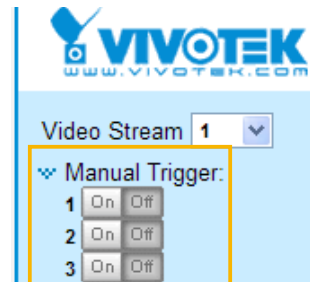 VIVOTEK
www.vivotek.com
Video Stream 1
Manual Trigger:
1 On Off
2 On Off
3 On Off